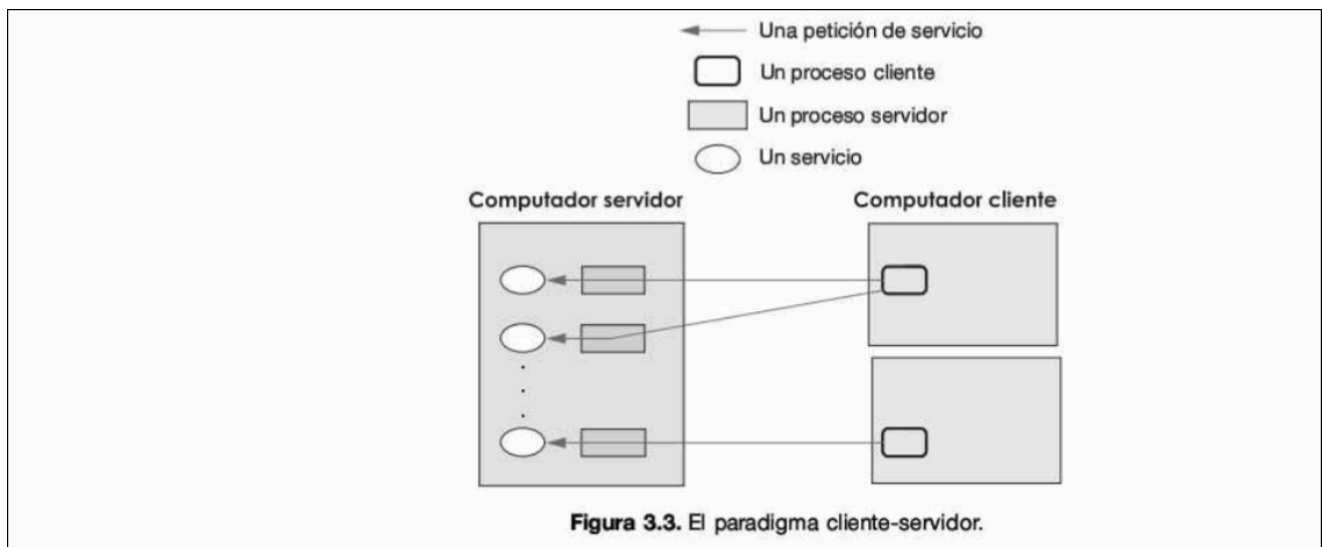 Una petición de servicio
Un proceso cliente
Un proceso servidor
Un servicio
Computador servidor
Computador cliente
Figura 3.3. El paradigma cliente-servidor.